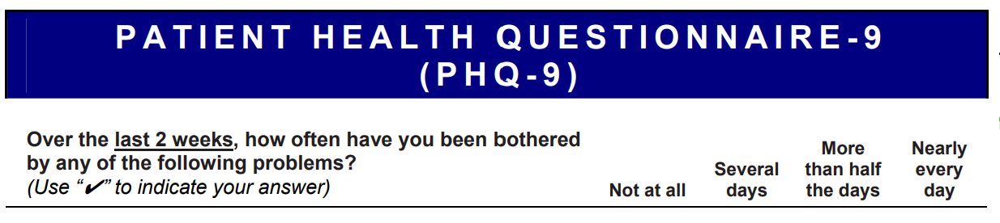 PATIENT HEALTH QUESTIONNAIRE-9
(PHQ-9)
Over the last 2 weeks, how often have you been bothered
by any of the following problems?
(Use “✔” to indicate your answer)
Not at all
Several
days
More
than half
the days
Nearly
every
day